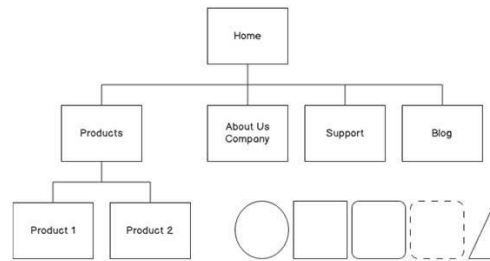 Home
Products
About Us
Company
Support
Blog
Product 1
Product 2